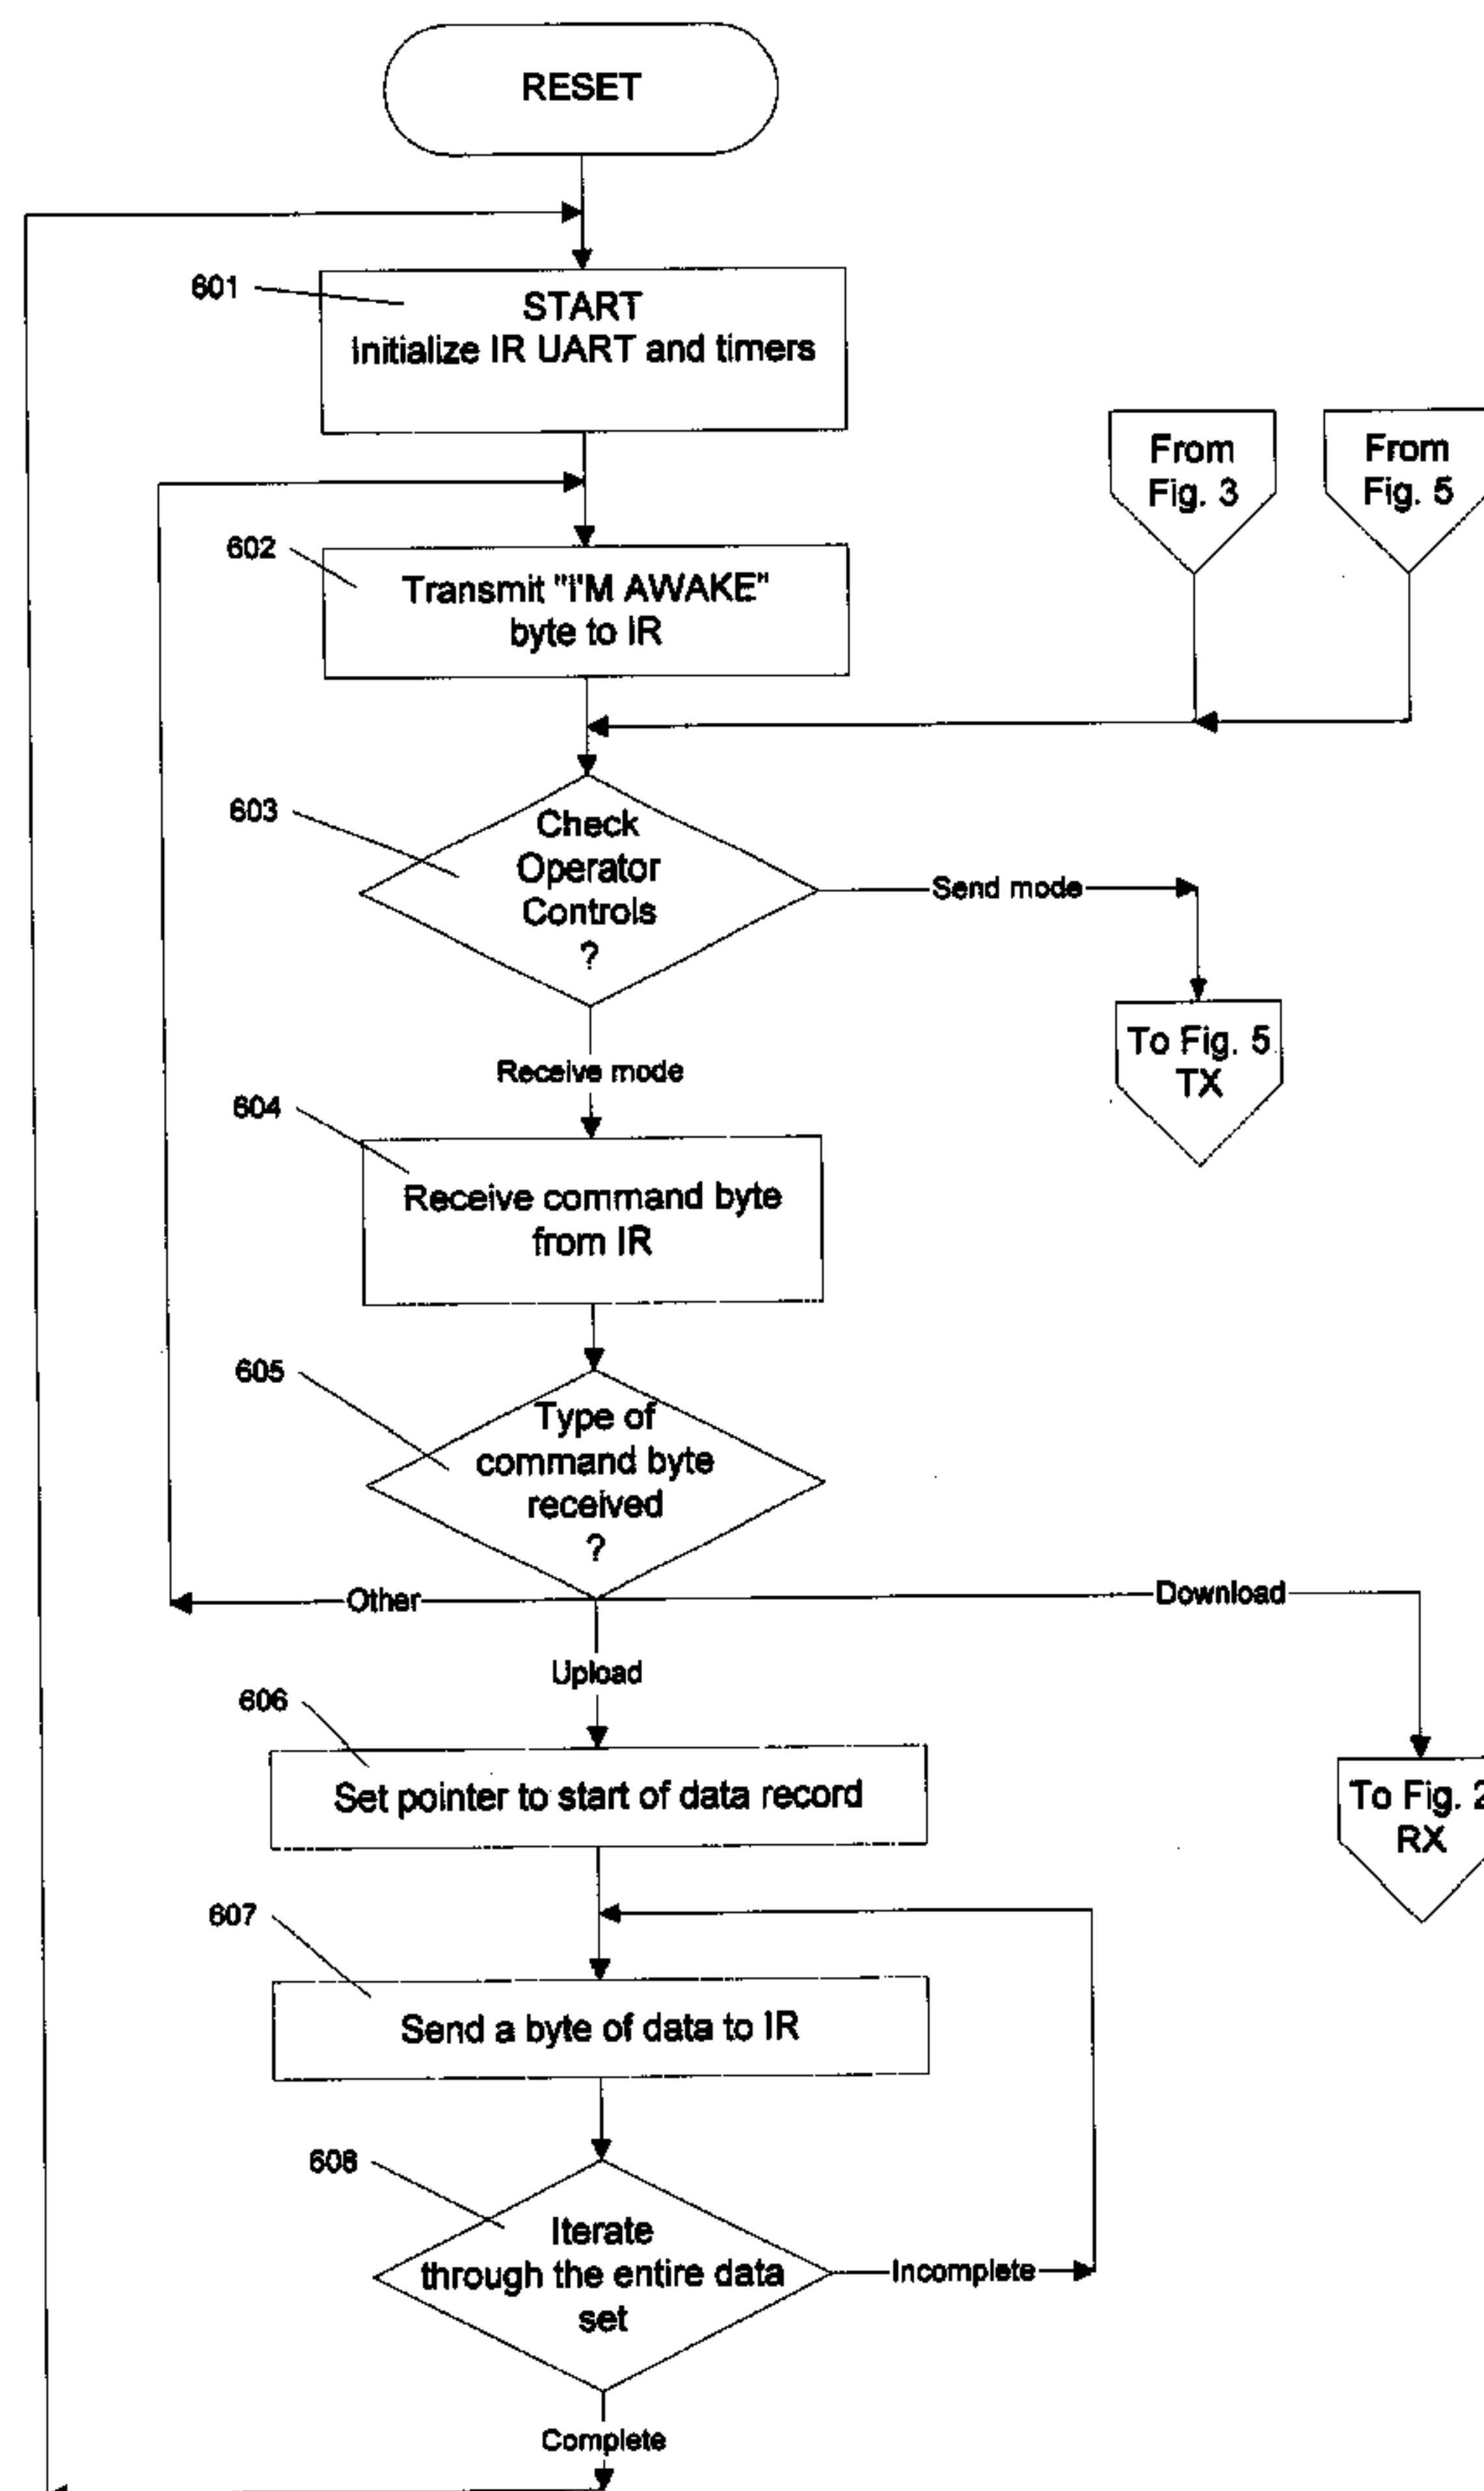 RESET
601
START
Initialize IR UART and timers
From
Fig. 3
From
Fig. 5
602
Transmit "I'M AWAKE"
byte to IR
603
Check
Operator
Controls
?
Send mode
To Fig. 5
TX
Receive mode
604
Receive command byte
from IR
605
Type of
command byte
received
?
Other
Download
Upload
606
Set pointer to start of data record
To Fig. 2
RX
607
Send a byte of data to IR
608
Iterate
through the entire data
set
Incomplete
Complete